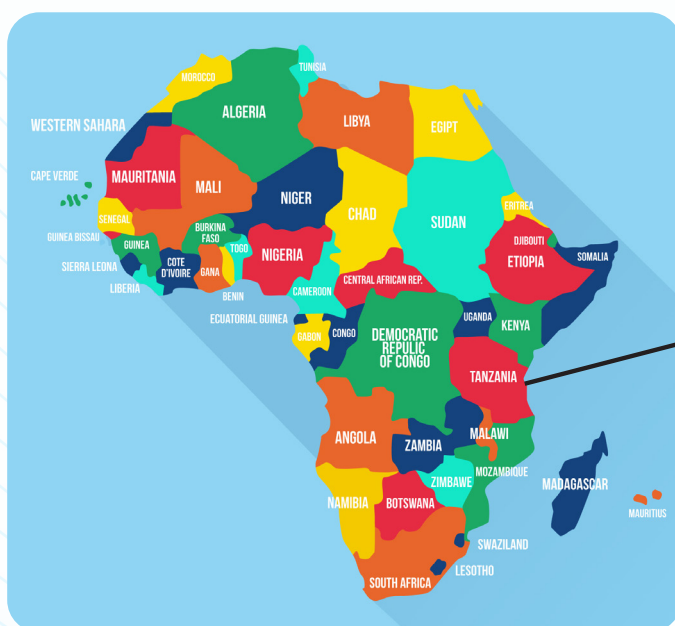 MOROCCO
TUNISIA
ALGERIA
LIBYA
EGIPT
WESTERN SAHARA
CAPE VERDE
MAURITANIA
MALI
NIGER
CHAD
SUDAN
ERITREA
SENEGAL
GUINEA BISSAU
GUINEA
BURKINA
FASO
TOGO
NIGERIA
DJIBOUTI
ETIOPIA
SOMALIA
SIERRA LEONA
LIBERIA
COTE
D'IVOIRE
GANA
BENIN
CAMEROON
CENTRAL AFRICAN REP.
ECUATORIAL GUINEA
GABON
CONGO
DEMOCRATIC
REPULIC
OF CONGO
UGANDA
KENYA
TANZANIA
ANGOLA
ZAMBIA
MALAWI
MOZAMBIQUE
ZIMBAWE
NAMIBIA
BOTSWANA
MADAGASCAR
MAURITIUS
SWAZILAND
LESOTHO
SOUTH AFRICA